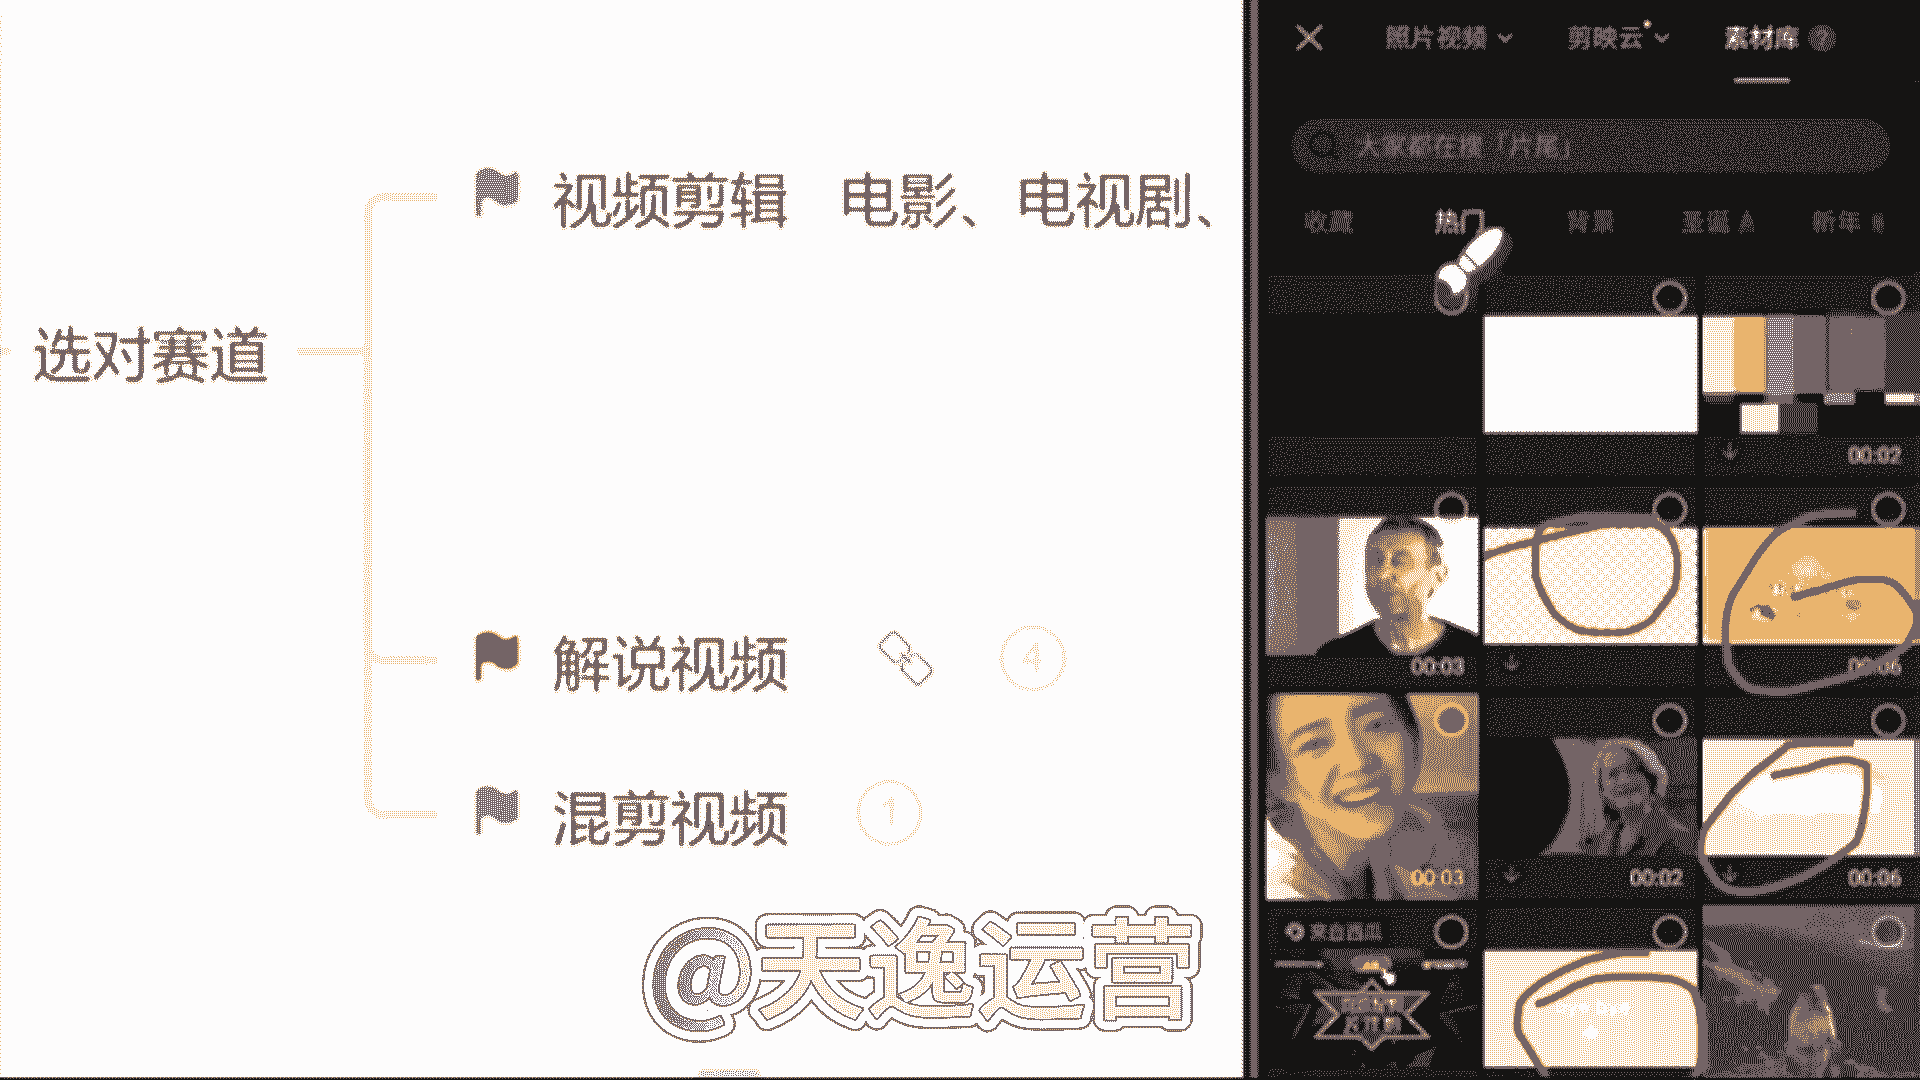 视频剪辑 电影、电视剧、
选对赛道
解说视频 4
混剪视频 1
@天逸运营
照片视频 剪映云 素材库 ?
大家都在搜「片尾」
收藏 热门 背景 圣诞 新年
00:02
00:03 00:06
00:03 00:02 00:06
来自西瓜